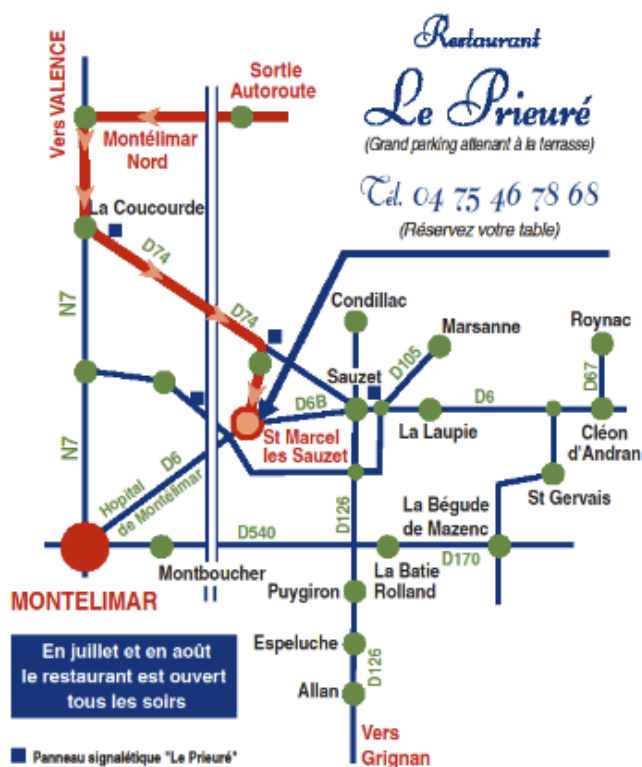 Restaurant
Le Prieuré
(Grand parking attenant à la terrasse)
Tél. 04 75 46 78 68
(Réservez votre table)
Vers VALENCE
Sortie
Autoroute
Montélimar
Nord
La Coucourde
D74
D74
N7
N7
Condillac
Marsanne
Roynac
D105
D67
Sauzet
D6B
D6
La Laupie
Cléon
d'Andran
St Marcel
les Sauzet
D6
Hopital
de Montélimar
St Gervais
D126
La Bégude
de Mazenc
D540
D170
Montboucher
La Batie
Rolland
MONTELIMAR
Puygiron
Espeluche
D126
Allan
Vers
Grignan
En juillet et en août
le restaurant est ouvert
tous les soirs
Panneau signalétique "Le Prieuré"